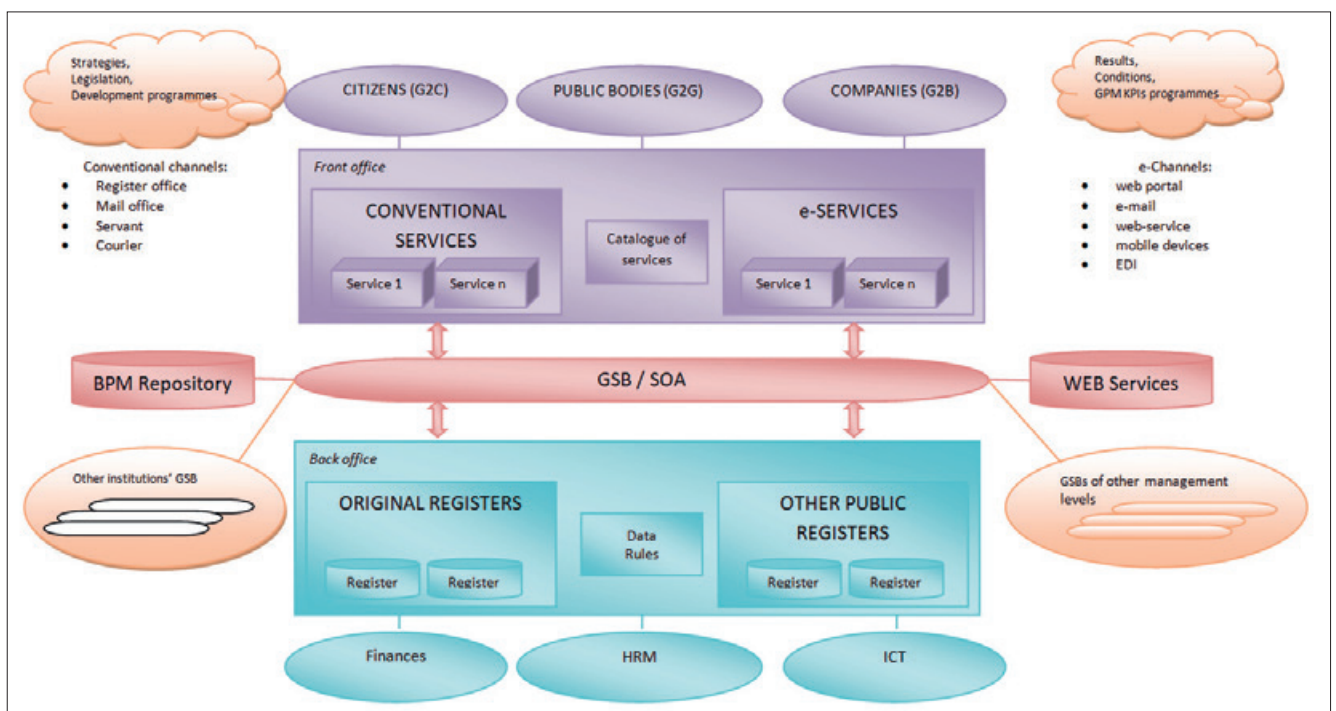 Strategies,
Legislation,
Development programmes
CITIZENS (G2C)
PUBLIC BODIES (G2G)
COMPANIES (G2B)
Results,
Conditions,
GPM KPIs programmes
Conventional channels:
• Register office
• Mail office
• Servant
• Courier
Front office
CONVENTIONAL
SERVICES
Service 1
Service n
Catalogue of
services
e-SERVICES
Service 1
Service n
e-Channels:
• web portal
• e-mail
• web-service
• mobile devices
• EDI
BPM Repository
GSB / SOA
WEB Services
Other institutions' GSB
Back office
ORIGINAL REGISTERS
Register
Register
Data
Rules
OTHER PUBLIC
REGISTERS
Register
Register
GSBs of other management
levels
Finances
HRM
ICT